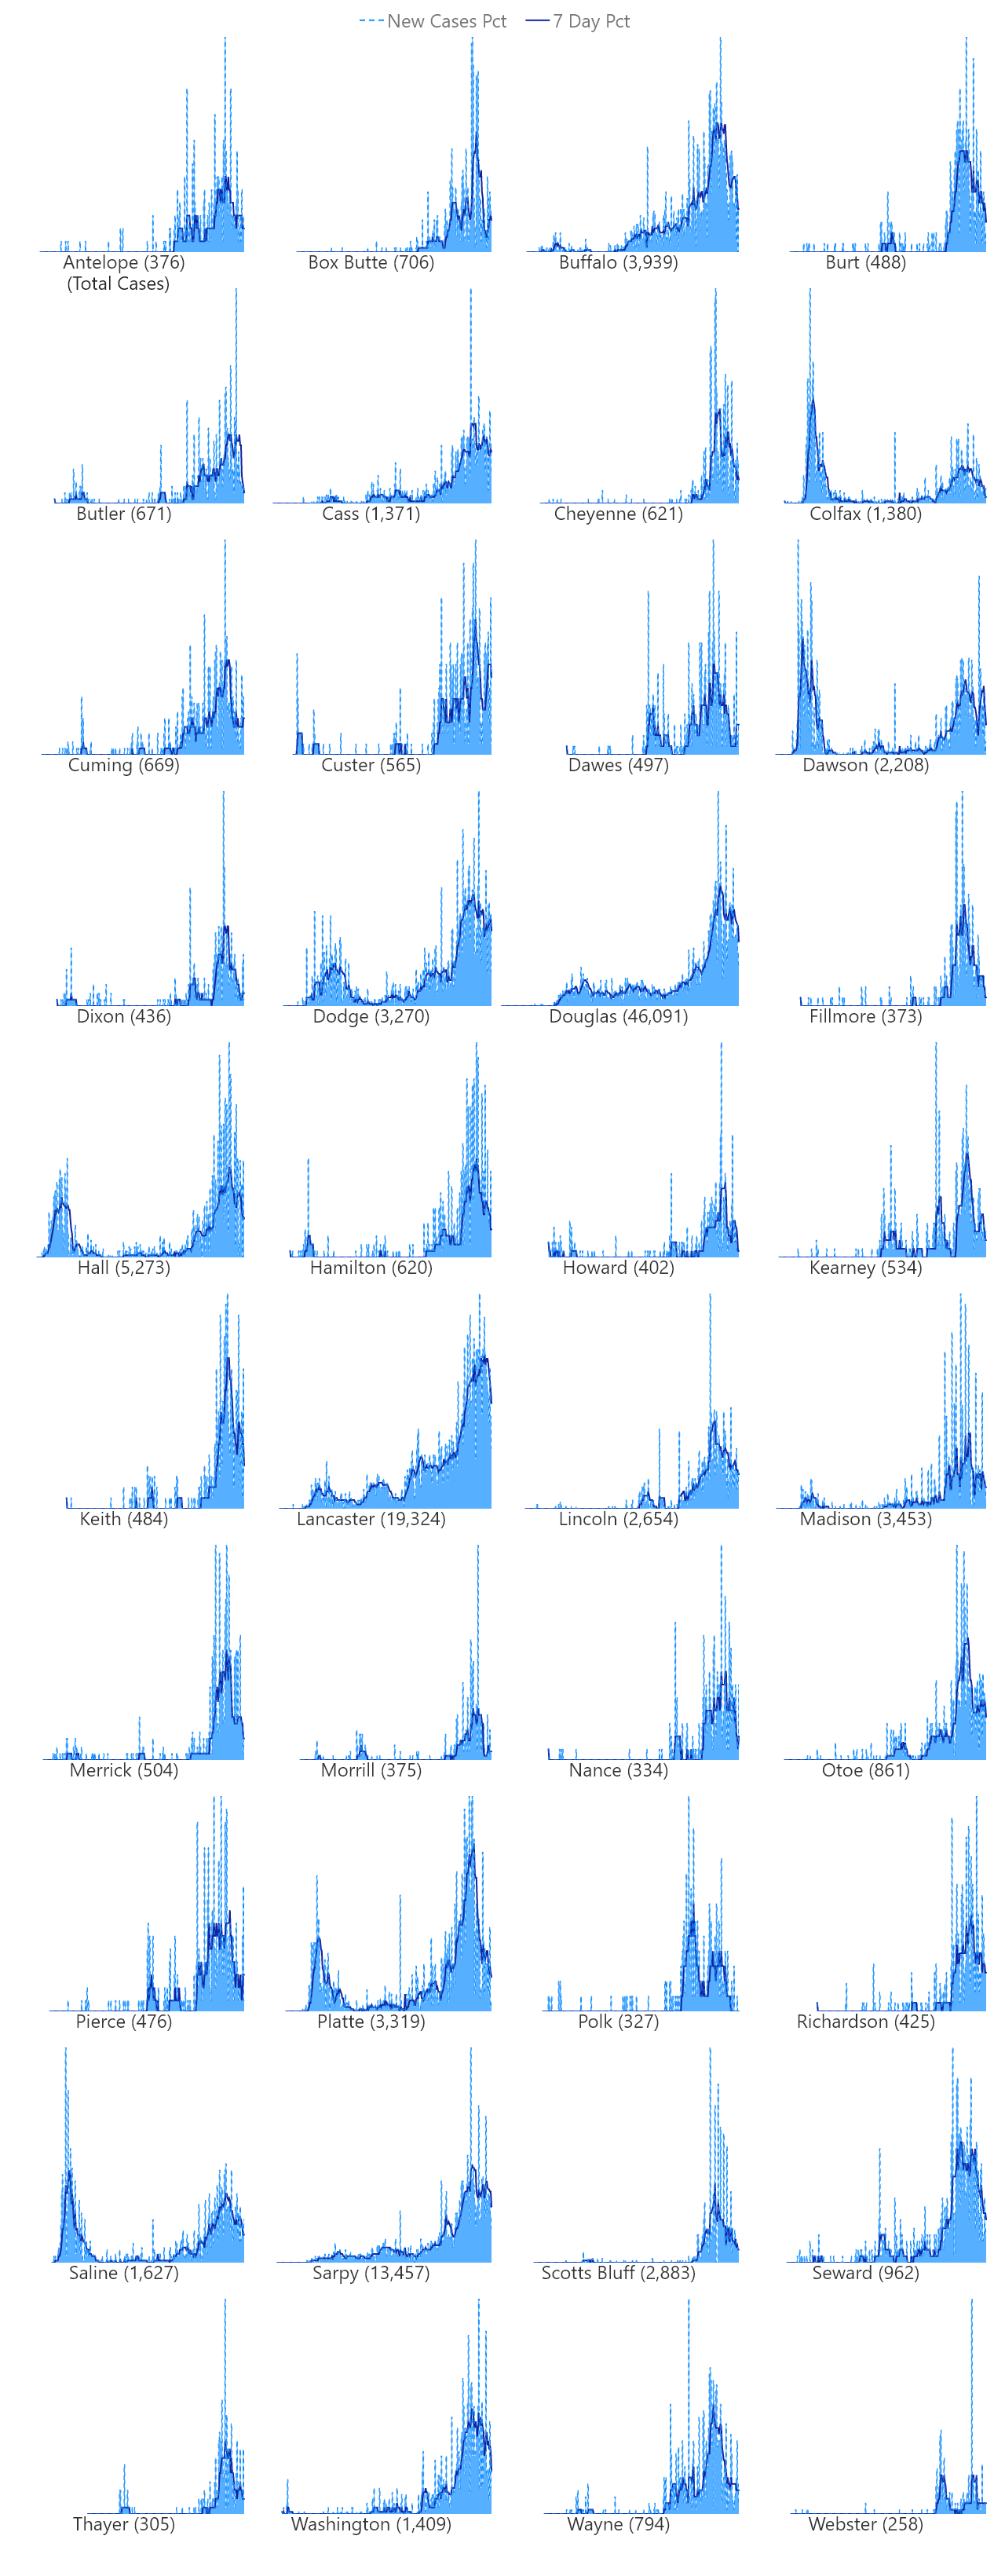 New Cases Pct 7 Day Pct
Antelope (376) Box Butte (706) Buffalo (3,939) Burt (488)
(Total Cases)
Butler (671) Cass (1,371) Cheyenne (621) Colfax (1,380)
Cuming (669) Custer (565) Dawes (497) Dawson (2,208)
Dixon (436) Dodge (3,270) Douglas (46,091) Fillmore (373)
Hall (5,273) Hamilton (620) Howard (402) Kearney (534)
Keith (484) Lancaster (19,324) Lincoln (2,654) Madison (3,453)
Merrick (504) Morrill (375) Nance (334) Otoe (861)
Pierce (476) Platte (3,319) Polk (327) Richardson (425)
Saline (1,627) Sarpy (13,457) Scotts Bluff (2,883) Seward (962)
Thayer (305) Washington (1,409) Wayne (794) Webster (258)